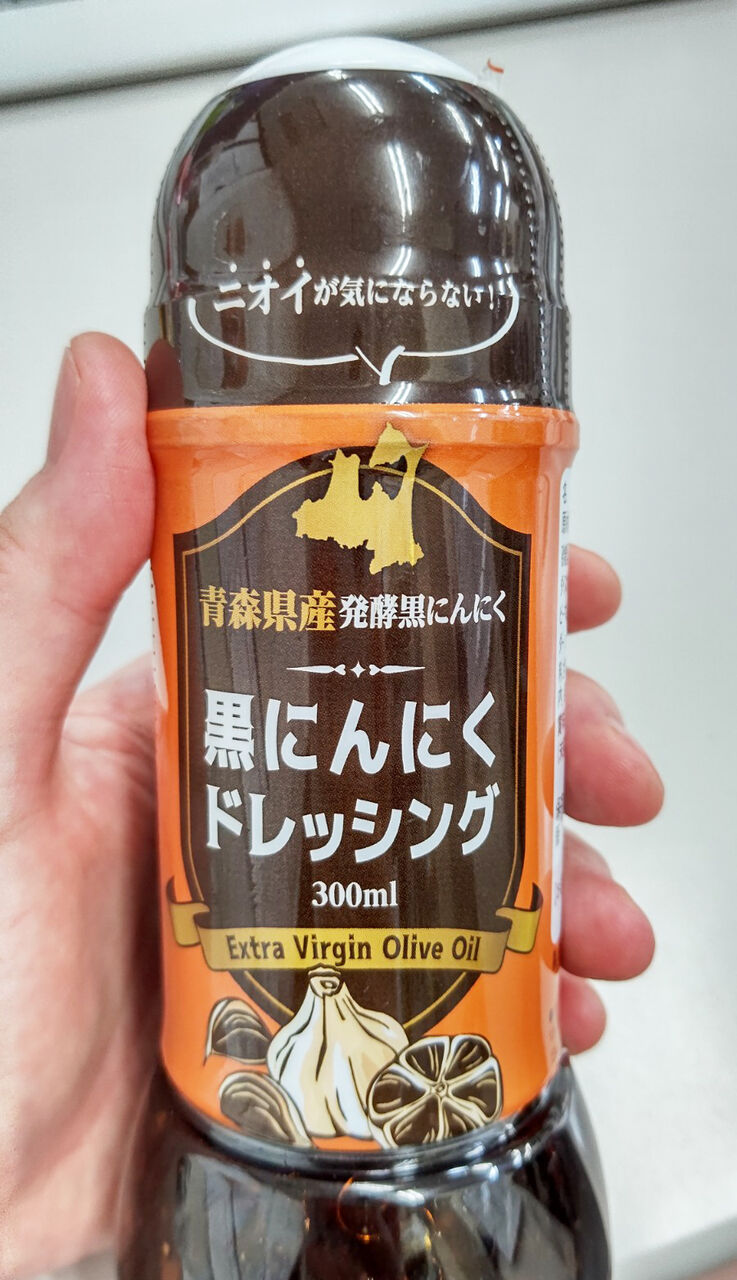 ニオイが気にならない!
青森県産発酵黒にんにく
黒にんにく
ドレッシング
300ml
Extra Virgin Olive Oil